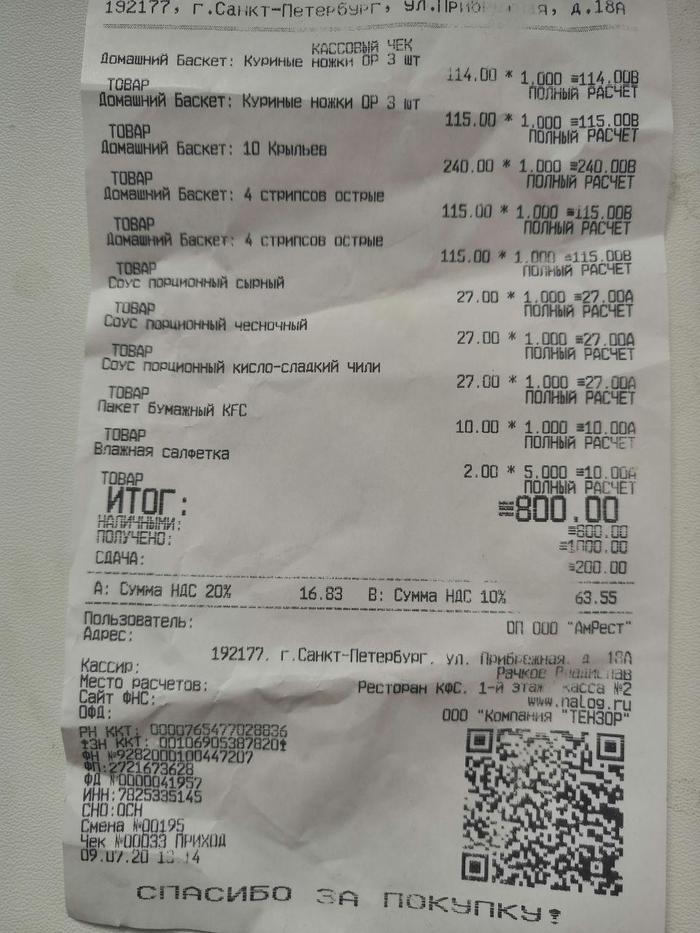 192177, г.Санкт-Петербург, д.18А
КАССОВЫЙ ЧЕК
Домашний Баскет: Куриные ножки ОР 3 шт
114.00 * 1.000 ≡114.00В
ТОВАР ПОЛНЫЙ РАСЧЕТ
Домашний Баскет: Куриные ножки ОР 3 шт
115.00 * 1.000 ≡115.00В
ТОВАР ПОЛНЫЙ РАСЧЕТ
Домашний Баскет: 10 Крыльев
240.00 * 1.000 ≡240.00В
ТОВАР ПОЛНЫЙ РАСЧЕТ
Домашний Баскет: 4 стрипсов острые
115.00 * 1.000 ≡115.00В
ТОВАР ПОЛНЫЙ РАСЧЕТ
Домашний Баскет: 4 стрипсов острые
115.00 * 1.000 ≡115.00В
ТОВАР ПОЛНЫЙ РАСЧЕТ
Соус порционный сырный
27.00 * 1.000 ≡27.00А
ТОВАР ПОЛНЫЙ РАСЧЕТ
Соус порционный чесночный
27.00 * 1.000 ≡27.00А
ТОВАР ПОЛНЫЙ РАСЧЕТ
Соус порционный кисло-сладкий чили
27.00 * 1.000 ≡27.00А
ТОВАР ПОЛНЫЙ РАСЧЕТ
Пакет бумажный KFC
10.00 * 1.000 ≡10.00А
ТОВАР ПОЛНЫЙ РАСЧЕТ
Влажная салфетка
2.00 * 5.000 ≡10.00А
ТОВАР ПОЛНЫЙ РАСЧЕТ
ИТОГ: ≡800.00
НАЛИЧНЫМИ: ≡800.00
ПОЛУЧЕНО: ≡1000.00
СДАЧА: ≡200.00
А: Сумма НДС 20% 16.83 В: Сумма НДС 10% 63.55
Пользователь: ОП ООО "АмРест"
Адрес:
192177, г.Санкт-Петербург, ул. Прибрежная, д 18А
Кассир: Рачков Владислав
Место расчетов: Ресторан КФС, 1-й этаж касса №2
Сайт ФНС: www.nalog.ru
ОФД: ООО "Компания "ТЕНЗОР"
РН ККТ: 0000765477028836
*ЗН ККТ: 00106905387820*
ФН №9282000100447207
ФП:2721673628
ФД №0000041957
ИНН:7825335145
СНО:ОСН
Смена №00195
Чек №00033 ПРИХОД
09.07.20
СПАСИБО ЗА ПОКУПКУ!